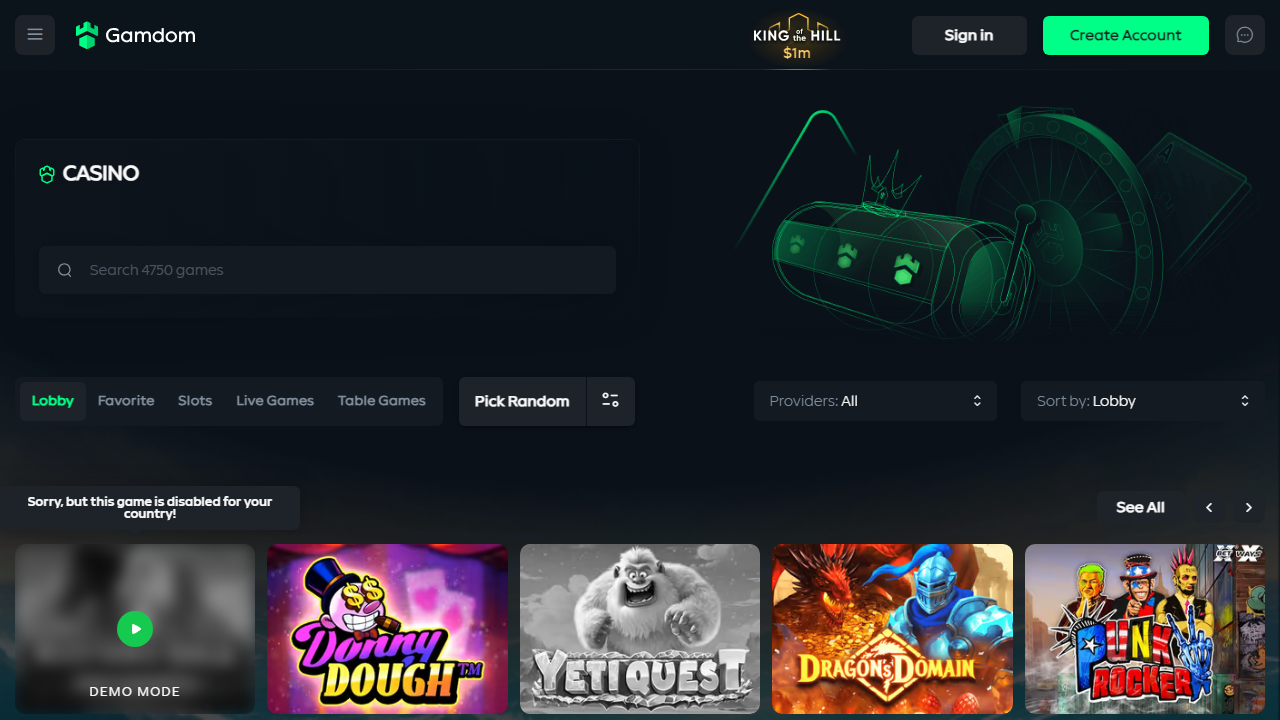 Gamdom
KING of the HILL
$1m
Sign in
Create Account
CASINO
Search 4750 games
A
Lobby
Favorite
Slots
Live Games
Table Games
Pick Random
Providers: All
Sort by: Lobby
Sorry, but this game is disabled for your
country!
See All
DEMO MODE
Donny
DOUGH™
YETI QUEST
DRAGON'S DOMAIN
PUNK
ROCKER